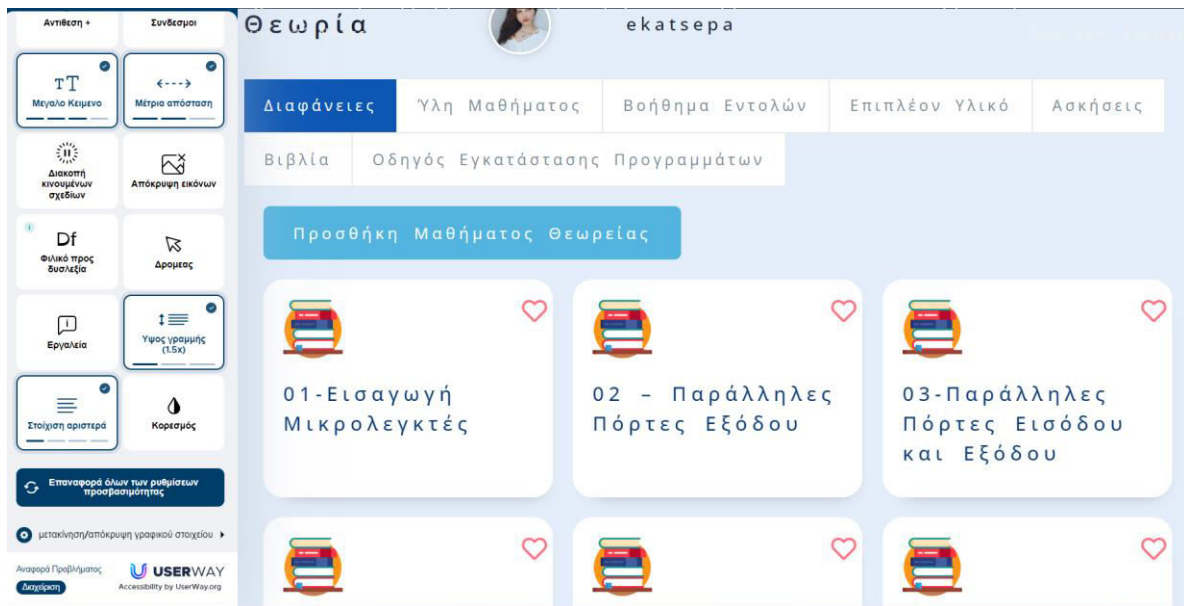 Αντιθεση +
Συνδεσμοι
TT
Μεγαλο Κειμενο
Μέτρια απόσταση
Διακοπή
κινουμένων
σχεδίων
Απόκρυψη εικόνων
Df
Φιλικό προς
δυσλεξία
Δρομεας
Εργαλεία
Υψος γραμμής
(1.5x)
Στοίχιση αριστερά
Κορεσμός
Επαναφορά όλων των ρυθμίσεων
προσβασιμότητας
μετακίνηση/απόκρυψη γραφικού στοιχείου
Αναφορά Προβλήματος
Διαχείριση
USERWAY
Accessibility by UserWay.org
Θεωρία
ekatsepa
Διαφάνειες
Ύλη Μαθήματος
Βοήθημα Εντολών
Επιπλέον Υλικό
Ασκήσεις
Βιβλία
Οδηγός Εγκατάστασης Προγραμμάτων
Προσθήκη Μαθήματος Θεωρείας
01-Εισαγωγή
Μικρολεγκτές
02 – Παράλληλες
Πόρτες Εξόδου
03-Παράλληλες
Πόρτες Εισόδου
και Εξόδου